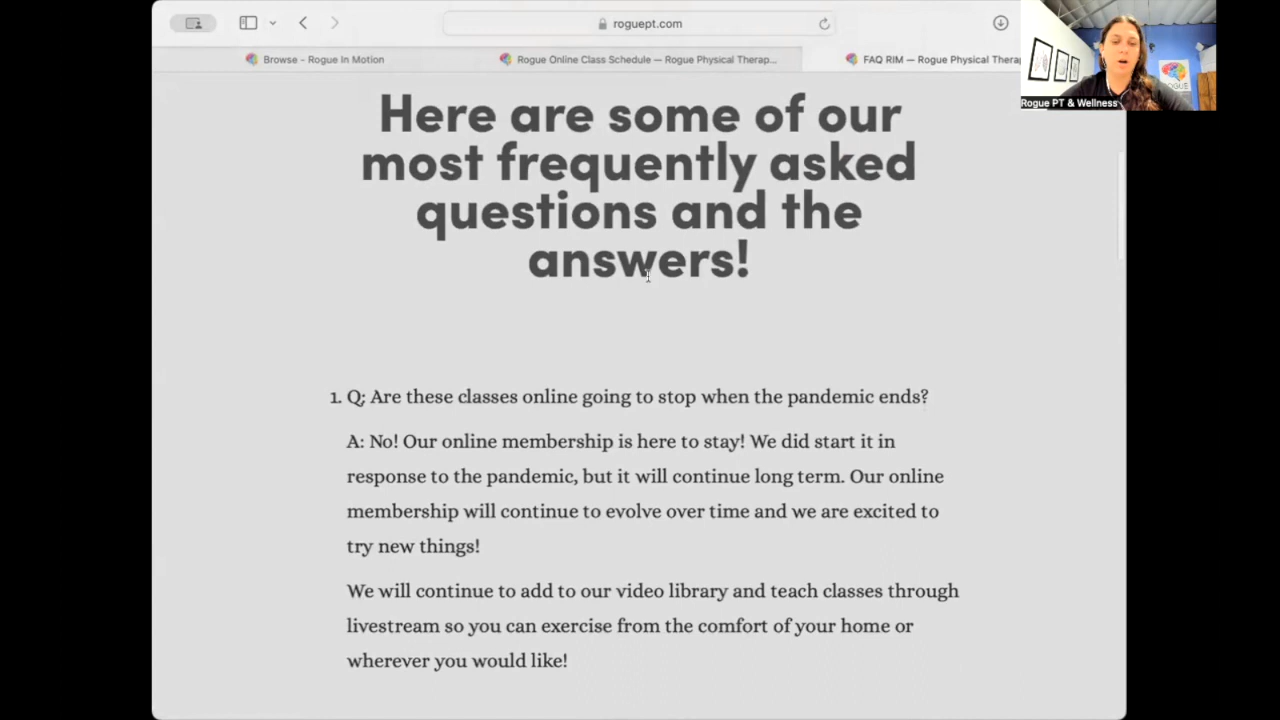 roguept.com
Browse - Rogue In Motion
Rogue Online Class Schedule — Rogue Physical Therap...
FAQ RIM — Rogue Physical Therap
Rogue PT & Wellness
ROGUE
Here are some of our
most frequently asked
questions and the
answers!
1. Q; Are these classes online going to stop when the pandemic ends?
A: No! Our online membership is here to stay! We did start it in
response to the pandemic, but it will continue long term. Our online
membership will continue to evolve over time and we are excited to
try new things!
We will continue to add to our video library and teach classes through
livestream so you can exercise from the comfort of your home or
wherever you would like!